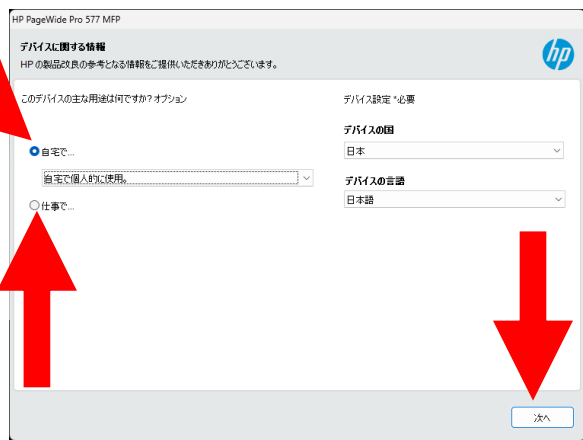 HP PageWide Pro 577 MFP
デバイスに関する情報
HP の製品改良の参考となる情報をご提供いただきありがとうございます。
hp
このデバイスの主な用途は何ですか? オプション
自宅で...
自宅で個人的に使用。
仕事で...
デバイス設定 *必要
デバイスの国
日本
デバイスの言語
日本語
次へ